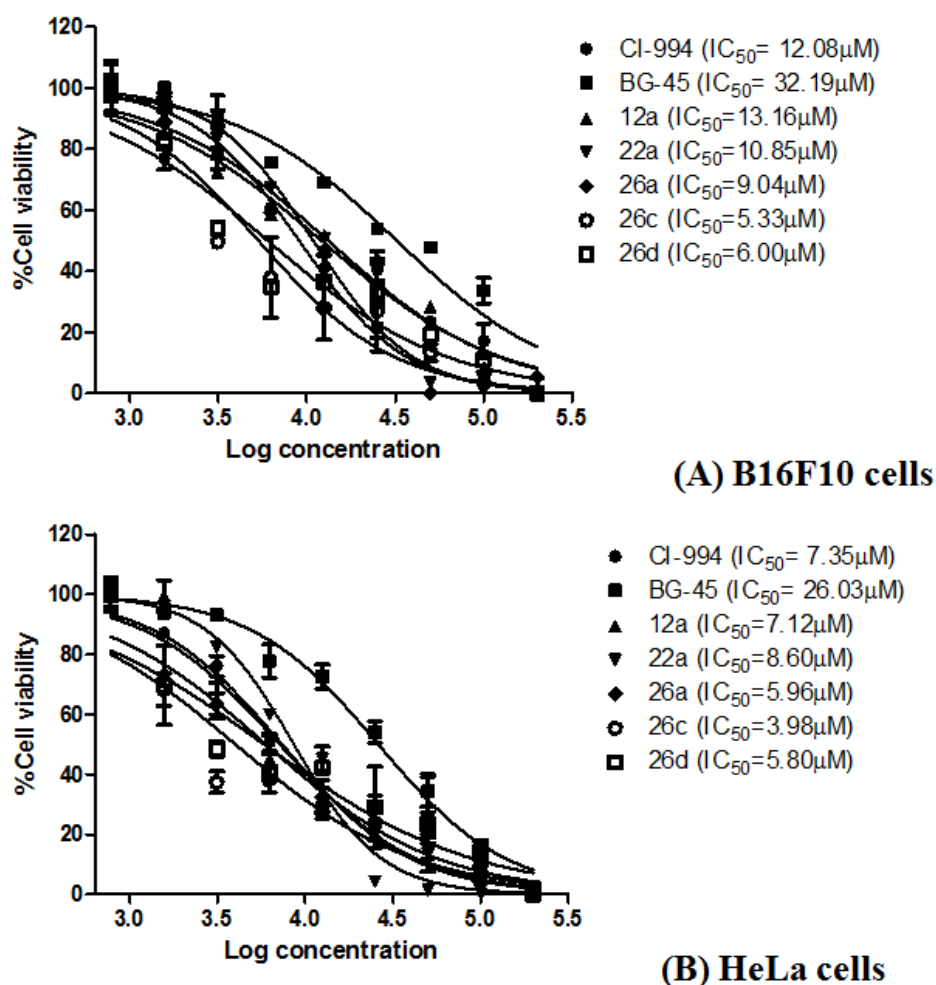 120
100
80
60
40
20
0
%Cell viability
3.0 3.5 4.0 4.5 5.0 5.5
Log concentration
CI-994 (IC50= 12.08μM)
BG-45 (IC50= 32.19μM)
12a (IC50=13.16μM)
22a (IC50=10.85μM)
26a (IC50=9.04μM)
26c (IC50=5.33μM)
26d (IC50=6.00μM)
(A) B16F10 cells
120
100
80
60
40
20
0
%Cell viability
3.0 3.5 4.0 4.5 5.0 5.5
Log concentration
CI-994 (IC50= 7.35μM)
BG-45 (IC50= 26.03μM)
12a (IC50=7.12μM)
22a (IC50=8.60μM)
26a (IC50=5.96μM)
26c (IC50=3.98μM)
26d (IC50=5.80μM)
(B) HeLa cells